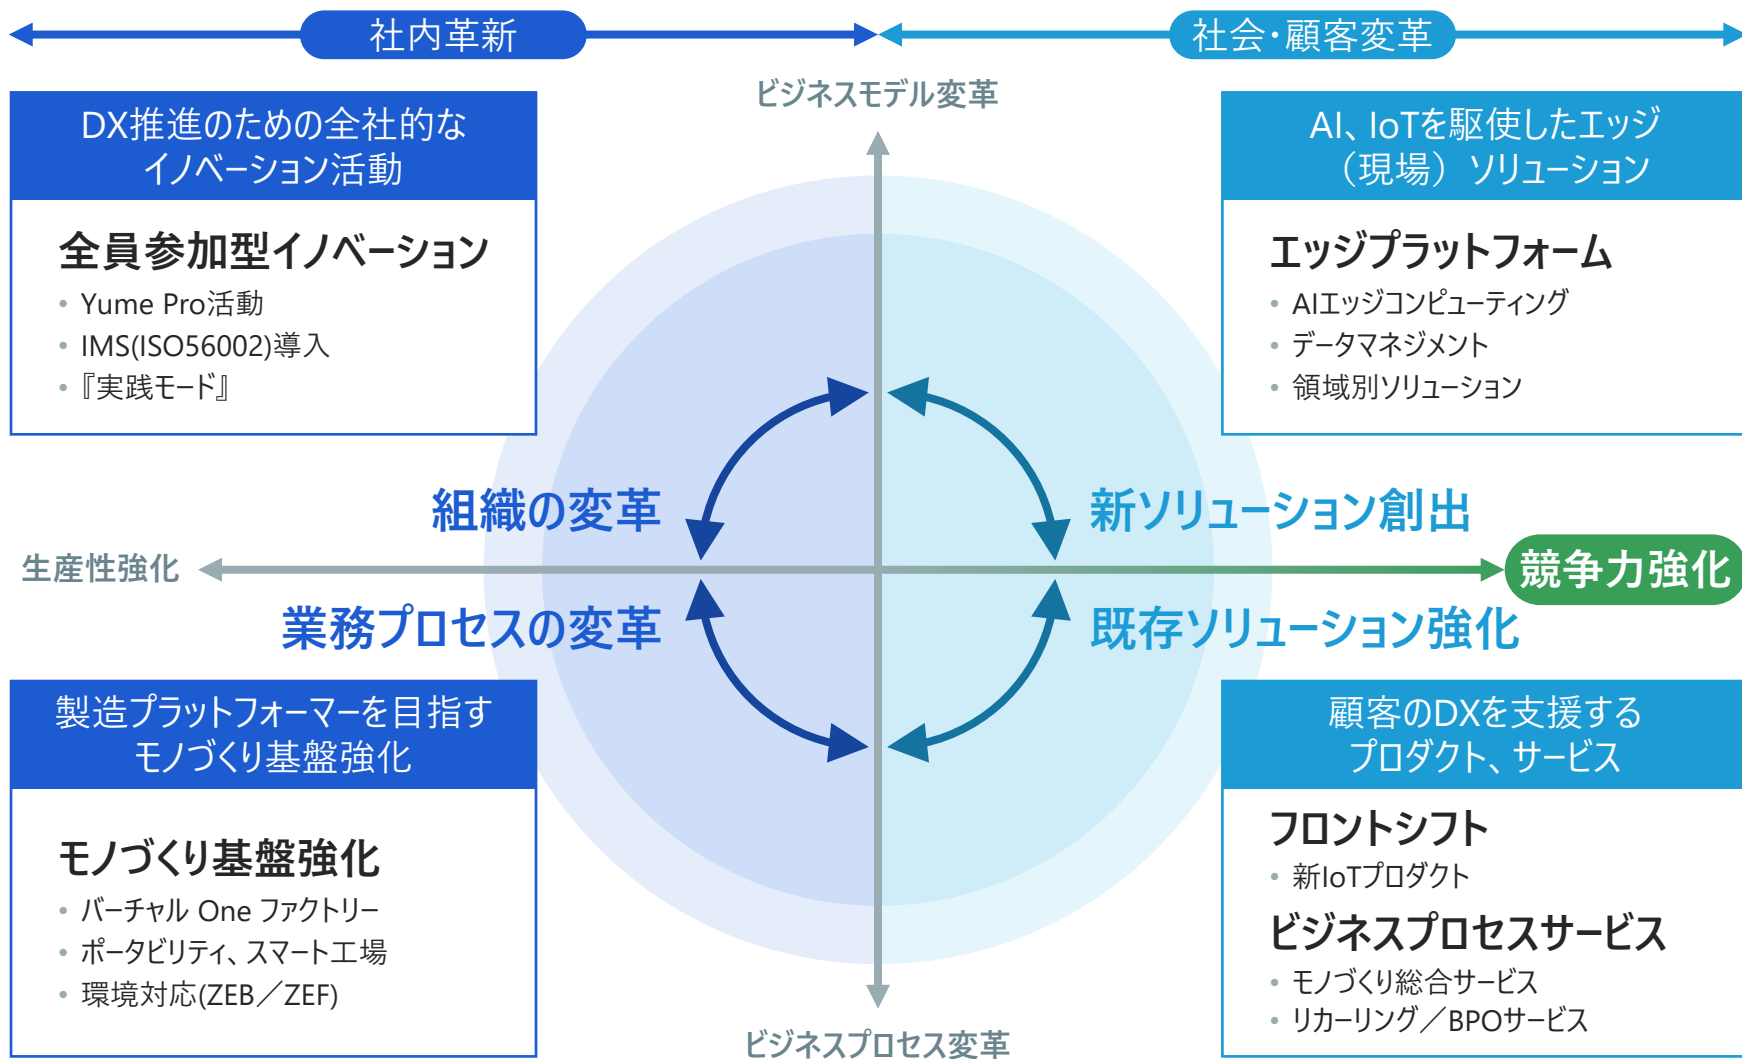 社内革新
社会・顧客変革
ビジネスモデル変革
DX推進のための全社的な
イノベーション活動
全員参加型イノベーション
• Yume Pro活動
• IMS(ISO56002)導入
• 『実践モード』
AI、IoTを駆使したエッジ
（現場）ソリューション
エッジプラットフォーム
• AIエッジコンピューティング
• データマネジメント
• 領域別ソリューション
組織の変革
新ソリューション創出
生産性強化
競争力強化
業務プロセスの変革
既存ソリューション強化
製造プラットフォーマーを目指す
モノづくり基盤強化
モノづくり基盤強化
• バーチャル One ファクトリー
• ポータビリティ、スマート工場
• 環境対応(ZEB／ZEF)
顧客のDXを支援する
プロダクト、サービス
フロントシフト
• 新IoTプロダクト
ビジネスプロセスサービス
• モノづくり総合サービス
• リカーリング／BPOサービス
ビジネスプロセス変革